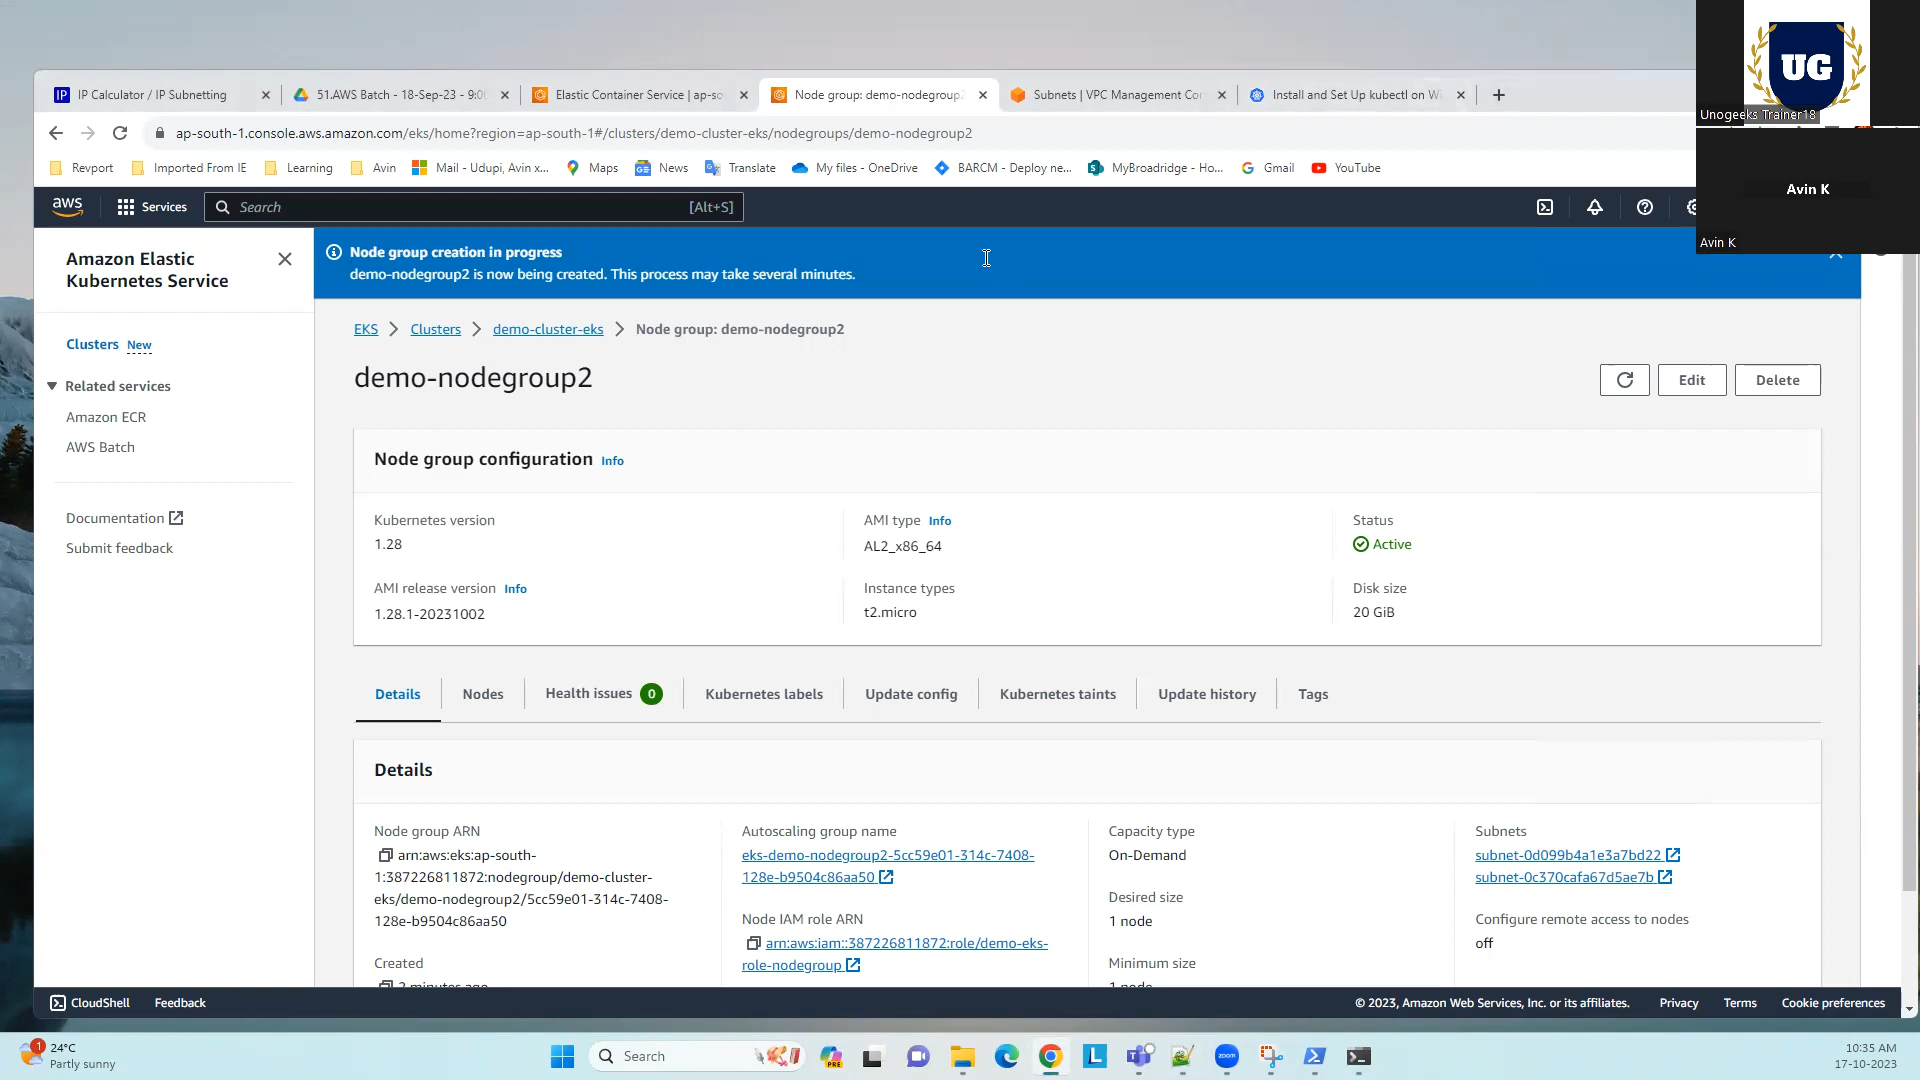 UG
Unogeeks Trainer18
Avin K
Avin K
IP Calculator / IP Subnetting
51.AWS Batch - 18-Sep-23 - 9:0
Elastic Container Service | ap-so
Node group: demo-nodegroup
Subnets | VPC Management Co
Install and Set Up kubectl on W
ap-south-1.console.aws.amazon.com/eks/home?region=ap-south-1#/clusters/demo-cluster-eks/nodegroups/demo-nodegroup2
Revport
Imported From IE
Learning
Avin
Mail - Udupi, Avin x...
Maps
News
Translate
My files - OneDrive
BARCM - Deploy ne...
MyBroadridge - Ho...
Gmail
YouTube
aws
Services
Search
[Alt+S]
Amazon Elastic
Kubernetes Service
Clusters New
Related services
Amazon ECR
AWS Batch
Documentation
Submit feedback
Node group creation in progress
demo-nodegroup2 is now being created. This process may take several minutes.
EKS > Clusters > demo-cluster-eks > Node group: demo-nodegroup2
demo-nodegroup2
Edit
Delete
Node group configuration Info
Kubernetes version
1.28
AMI type Info
AL2_x86_64
Status
Active
AMI release version Info
1.28.1-20231002
Instance types
t2.micro
Disk size
20 GiB
Details
Nodes
Health issues 0
Kubernetes labels
Update config
Kubernetes taints
Update history
Tags
Details
Node group ARN
arn:aws:eks:ap-south-
1:387226811872:nodegroup/demo-cluster-
eks/demo-nodegroup2/5cc59e01-314c-7408-
128e-b9504c86aa50
Created
2 minutes ago
Autoscaling group name
eks-demo-nodegroup2-5cc59e01-314c-7408-
128e-b9504c86aa50
Node IAM role ARN
arn:aws:iam::387226811872:role/demo-eks-
role-nodegroup
Capacity type
On-Demand
Desired size
1 node
Minimum size
1 node
Subnets
subnet-0d099b4a1e3a7bd22
subnet-0c370cafa67d5ae7b
Configure remote access to nodes
off
CloudShell
Feedback
© 2023, Amazon Web Services, Inc. or its affiliates.
Privacy
Terms
Cookie preferences
1
24°C
Partly sunny
Search
PRE
L
zoom
10:35 AM
17-10-2023